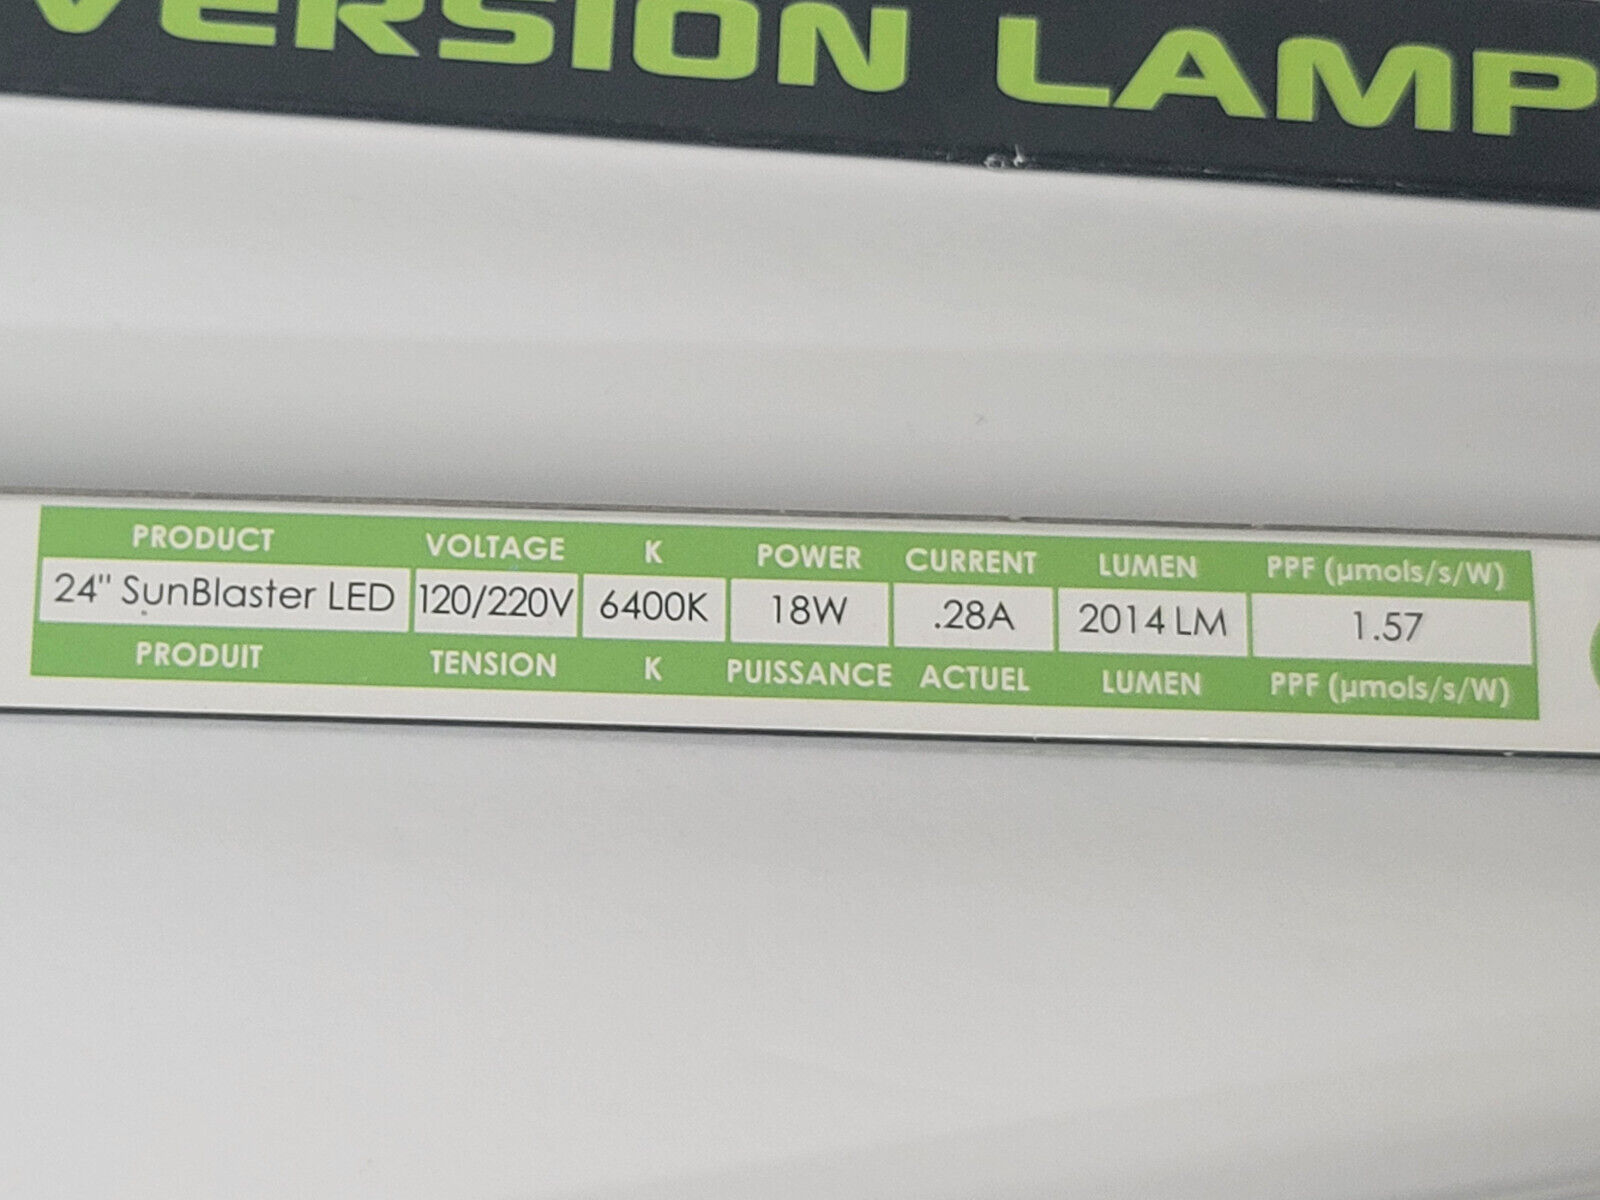 VERSION LAMP
PRODUCT VOLTAGE K POWER CURRENT LUMEN PPF (µmols/s/W)
24" SunBlaster LED 120/220V 6400K 18W .28A 2014 LM 1.57
PRODUIT TENSION K PUISSANCE ACTUEL LUMEN PPF (µmols/s/W)